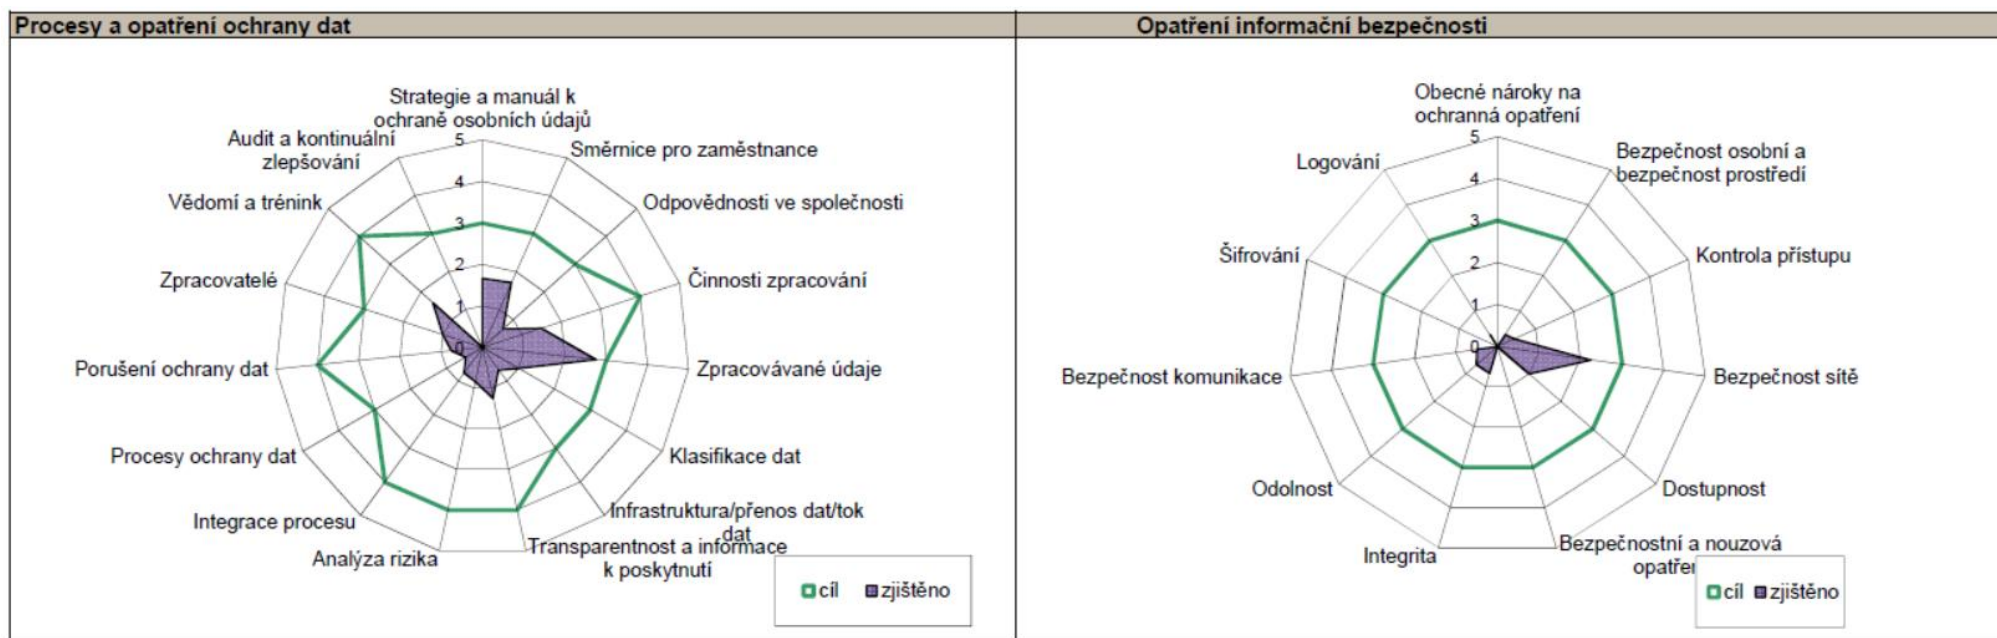 Procesy a opatření ochrany dat
Strategie a manuál k
ochraně osobních údajů
Audit a kontinuální
zlepšování
Směrnice pro zaměstnance
Vědomí a trénink
Odpovědnosti ve společnosti
Zpracovatelé
Činnosti zpracování
Porušení ochrany dat
Zpracovávané údaje
Procesy ochrany dat
Klasifikace dat
Integrace procesu
Infrastruktura/přenos dat/tok
dat
Analýza rizika
Transparentnost a informace
k poskytnutí
5
4
3
2
1
0
cíl
zjištěno
Opatření informační bezpečnosti
Obecné nároky na
ochranná opatření
Logování
Bezpečnost osobní a
bezpečnost prostředí
Šifrování
Kontrola přístupu
Bezpečnost komunikace
Bezpečnost sítě
Odolnost
Dostupnost
Integrita
Bezpečnostní a nouzová
opatře
5
4
3
2
1
0
cíl
zjištěno